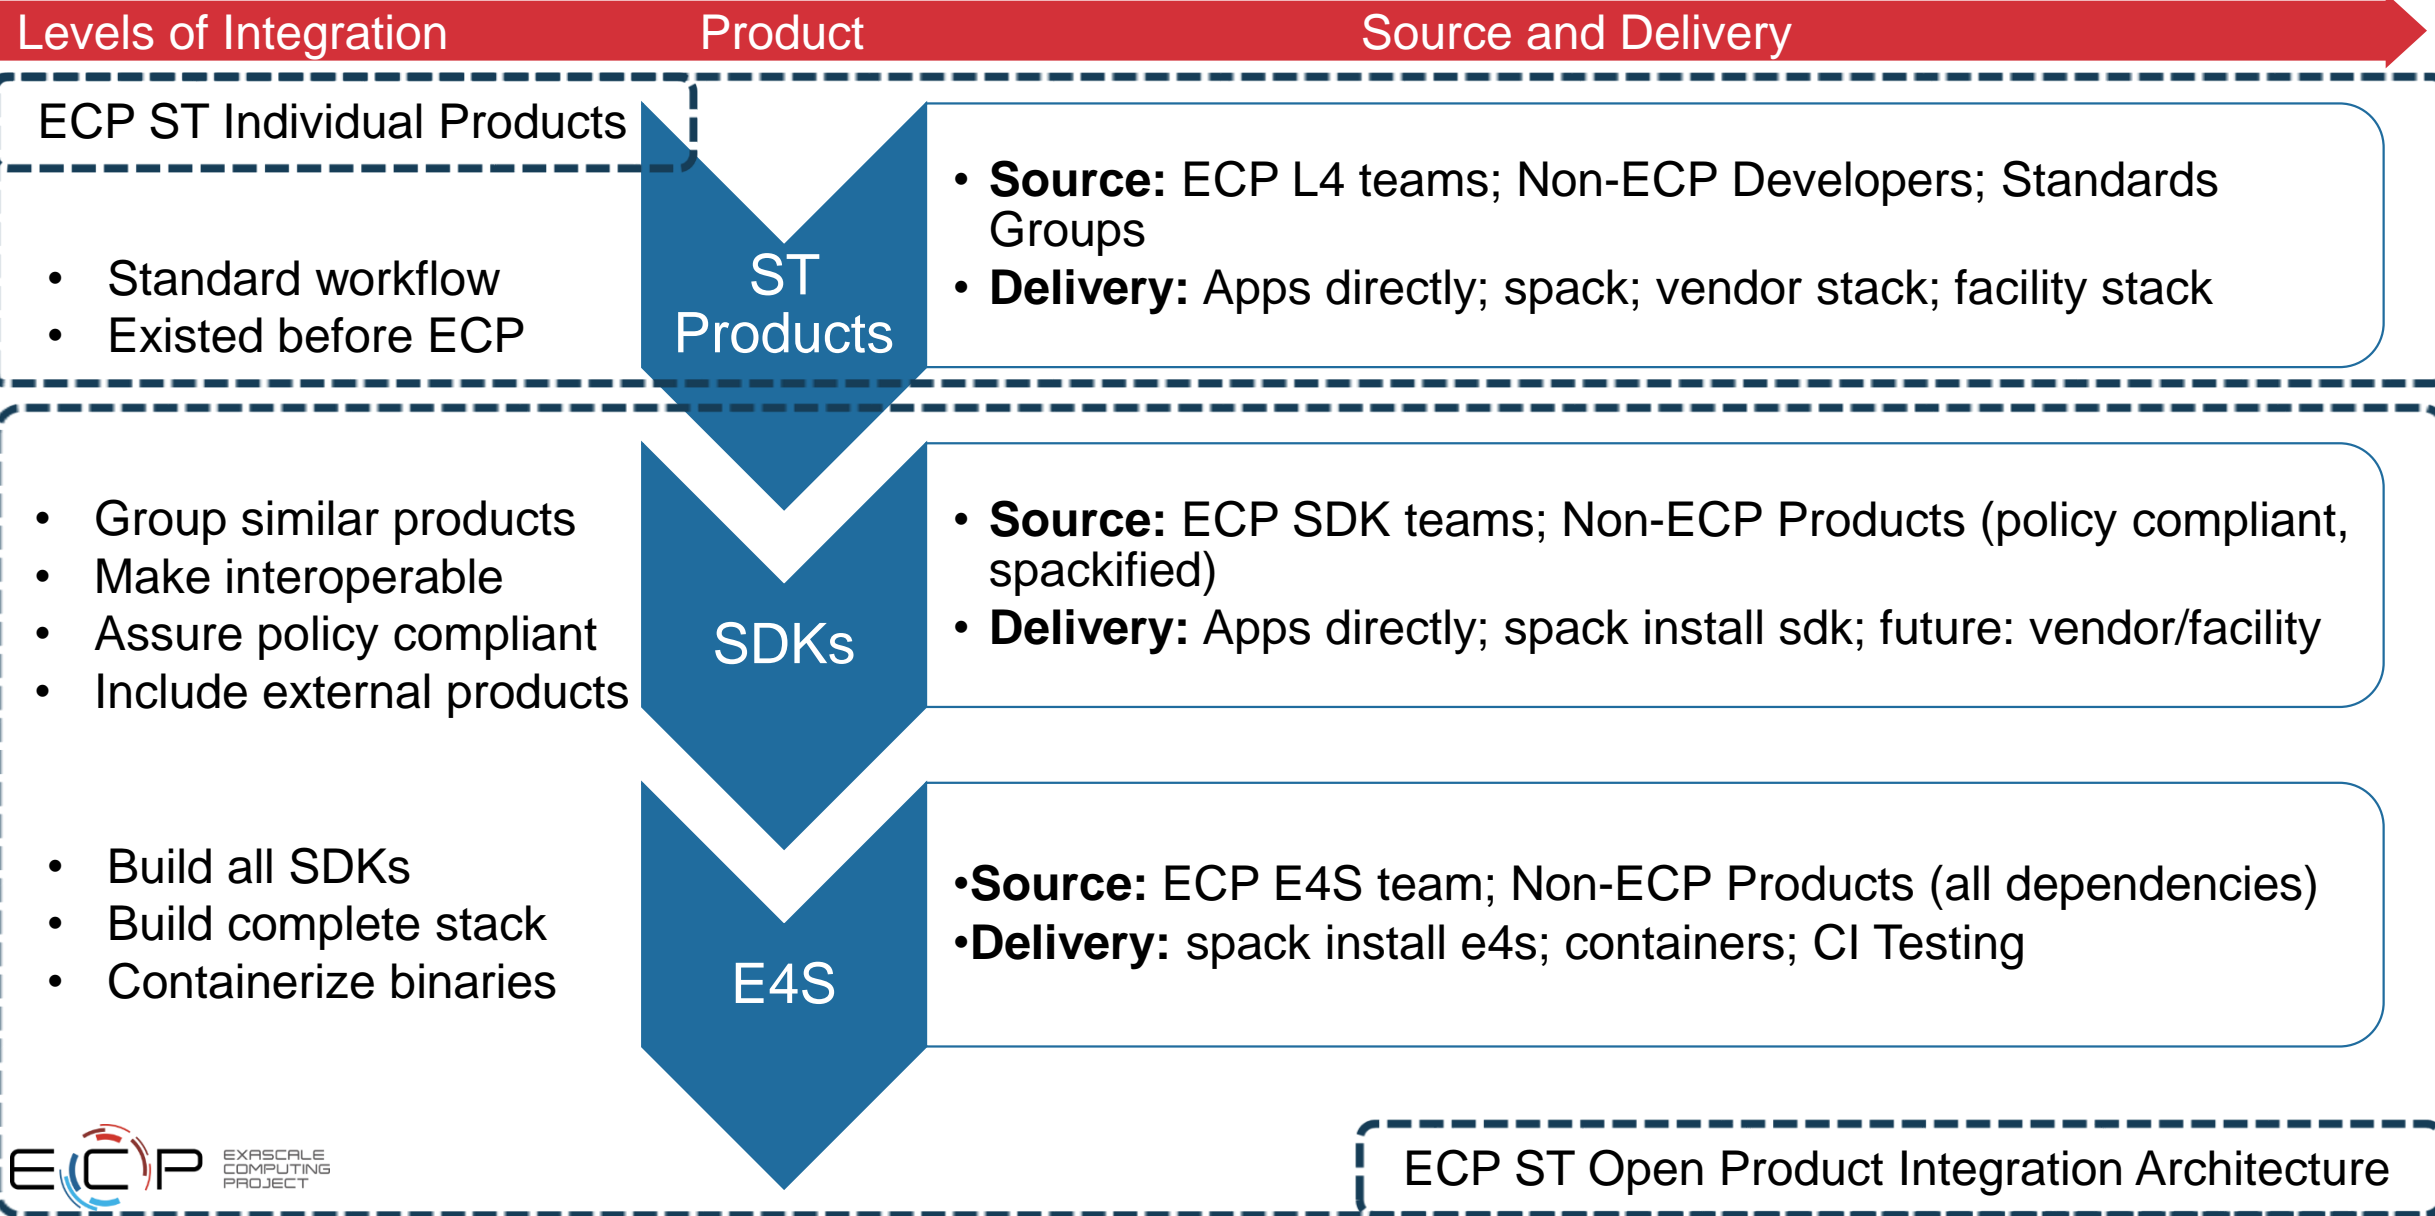 Levels of Integration
Product
Source and Delivery
ECP ST Individual Products
• Standard workflow
• Existed before ECP
ST
Products
• Source: ECP L4 teams; Non-ECP Developers; Standards
Groups
• Delivery: Apps directly; spack; vendor stack; facility stack
• Group similar products
• Make interoperable
• Assure policy compliant
• Include external products
SDKs
• Source: ECP SDK teams; Non-ECP Products (policy compliant,
spackified)
• Delivery: Apps directly; spack install sdk; future: vendor/facility
• Build all SDKs
• Build complete stack
• Containerize binaries
E4S
•Source: ECP E4S team; Non-ECP Products (all dependencies)
•Delivery: spack install e4s; containers; CI Testing
ECP
EXASCALE
COMPUTING
PROJECT
ECP ST Open Product Integration Architecture